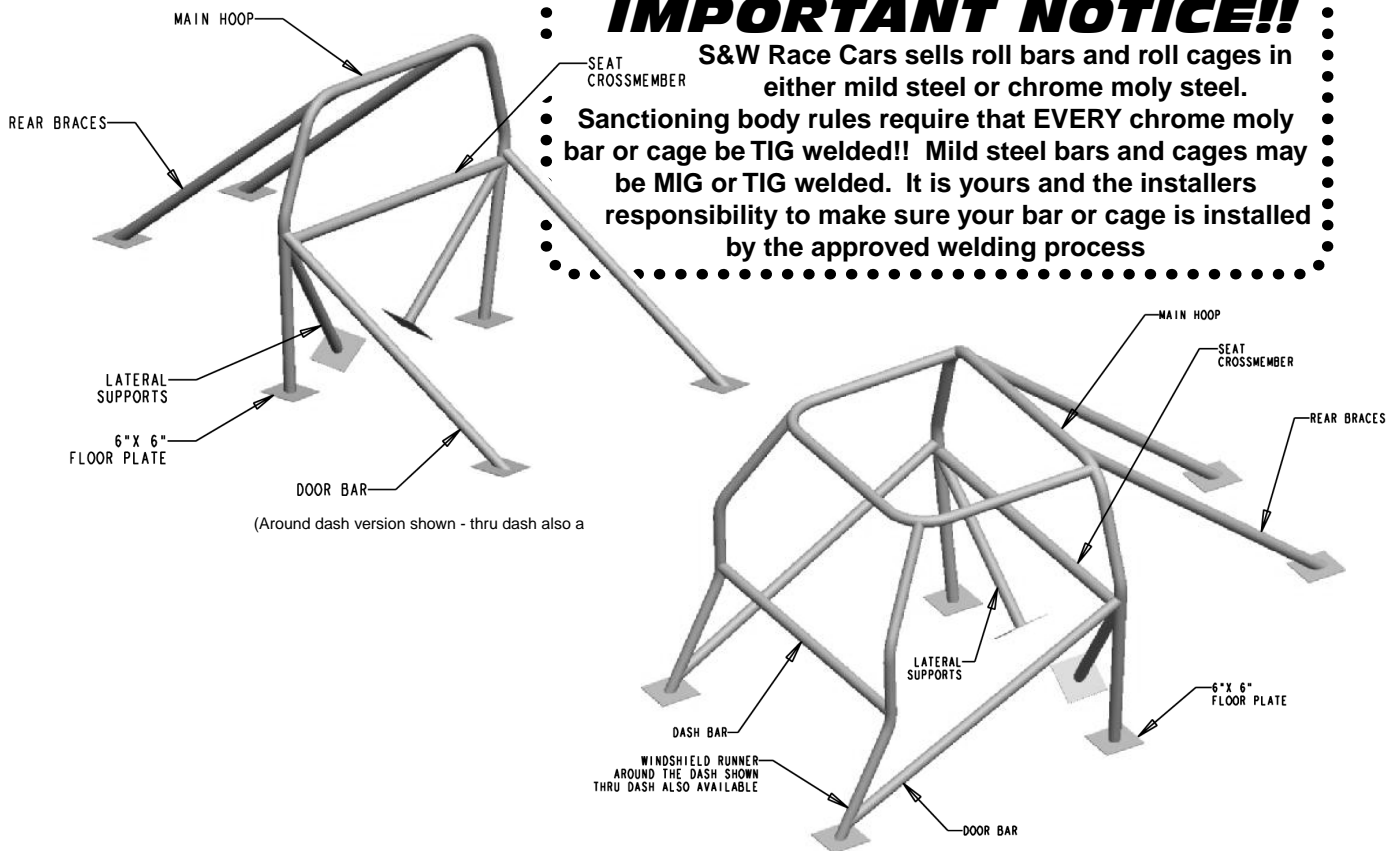 IMPORTANT NOTICE!!
S&W Race Cars sells roll bars and roll cages in
either mild steel or chrome moly steel.
Sanctioning body rules require that EVERY chrome moly
bar or cage be TIG welded!! Mild steel bars and cages may
be MIG or TIG welded. It is yours and the installers
responsibility to make sure your bar or cage is installed
by the approved welding process
MAIN HOOP
SEAT
CROSSMEMBER
REAR BRACES
LATERAL
SUPPORTS
6"X 6"
FLOOR PLATE
DOOR BAR
(Around dash version shown - thru dash also a
MAIN HOOP
SEAT
CROSSMEMBER
REAR BRACES
LATERAL
SUPPORTS
6"X 6"
FLOOR PLATE
DASH BAR
WINDSHIELD RUNNER
AROUND THE DASH SHOWN
THRU DASH ALSO AVAILABLE
DOOR BAR